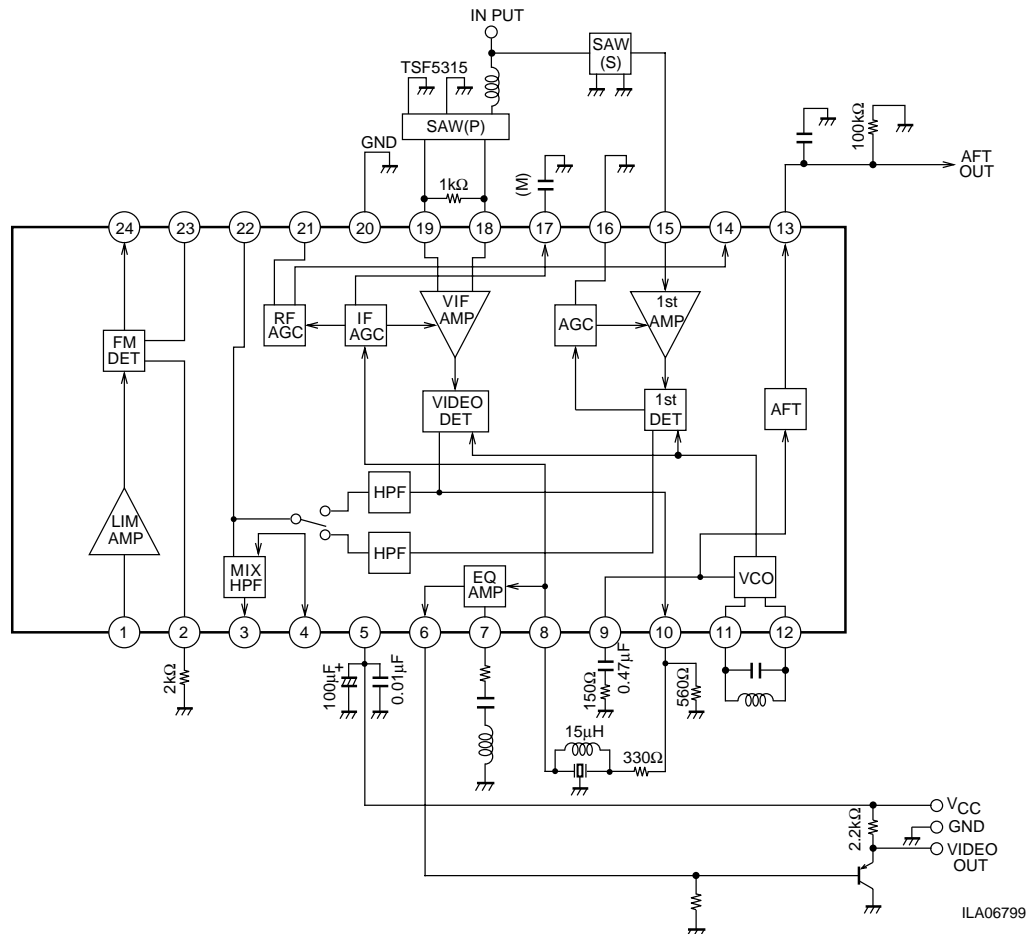 IN PUT
SAW
(S)
TSF5315
SAW(P)
GND
1kΩ
(M)
100kΩ
AFT
OUT
24
23
22
21
20
19
18
17
16
15
14
13
RF
AGC
IF
AGC
VIF
AMP
AGC
1st
AMP
FM
DET
VIDEO
DET
1st
DET
AFT
HPF
LIM
AMP
HPF
MIX
HPF
EQ
AMP
VCO
1
2
3
4
5
6
7
8
9
10
11
12
2kΩ
100μF
+
0.01μF
150Ω
0.47μF
560Ω
15μH
330Ω
2.2kΩ
VCC
GND
VIDEO
OUT
ILA06799